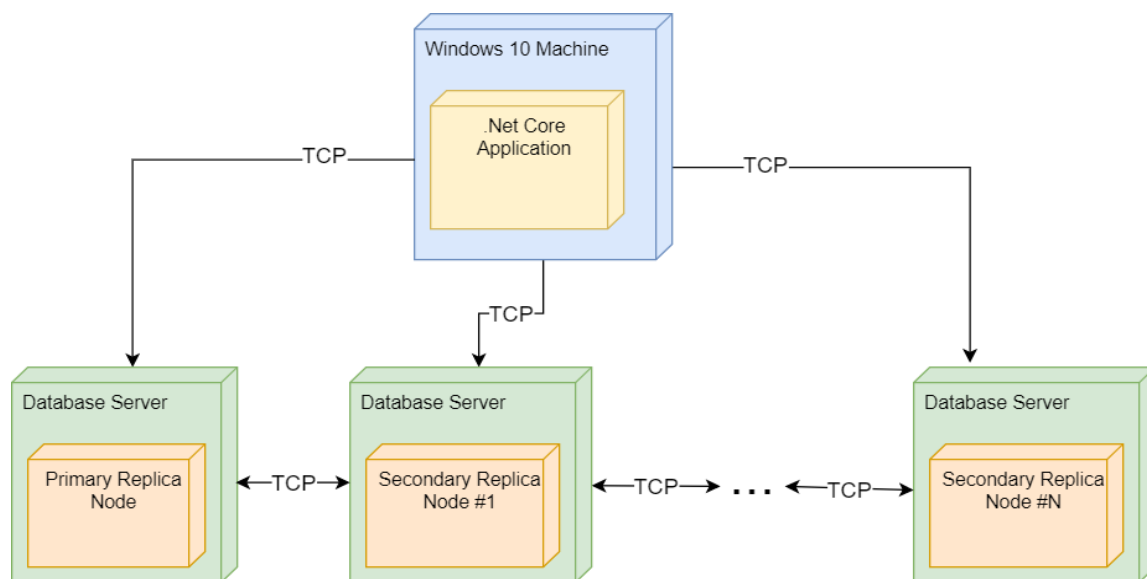 Windows 10 Machine
.Net Core
Application
TCP
TCP
TCP
Database Server
Database Server
Database Server
Primary Replica
Node
TCP
Secondary Replica
Node #1
TCP
...
TCP
Secondary Replica
Node #N